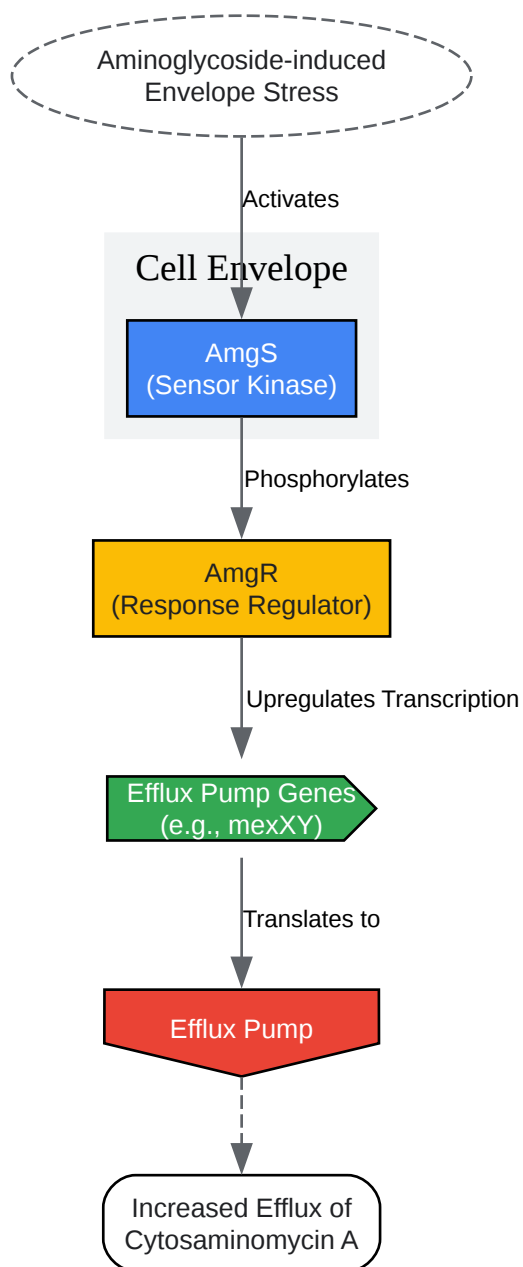 Aminoglycoside-induced
Envelope Stress
Activates
Cell Envelope
AmgS
(Sensor Kinase)
Phosphorylates
AmgR
(Response Regulator)
Upregulates Transcription
Efflux Pump Genes
(e.g., mexXY)
Translates to
Efflux Pump
Increased Efflux of
Cytosaminomycin A